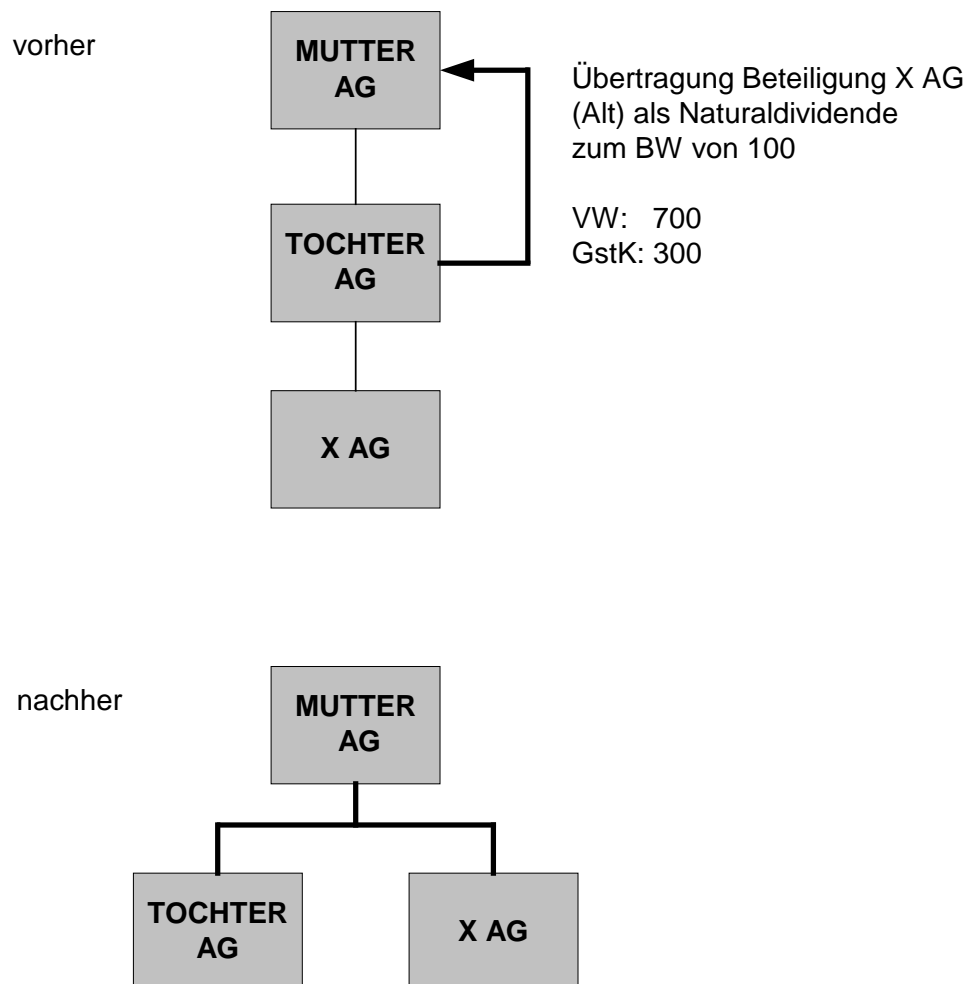 vorher
MUTTER
AG
Übertragung Beteiligung X AG
(Alt) als Naturaldividende
zum BW von 100
VW: 700
GstK: 300
TOCHTER
AG
X AG
nachher
MUTTER
AG
TOCHTER
AG
X AG